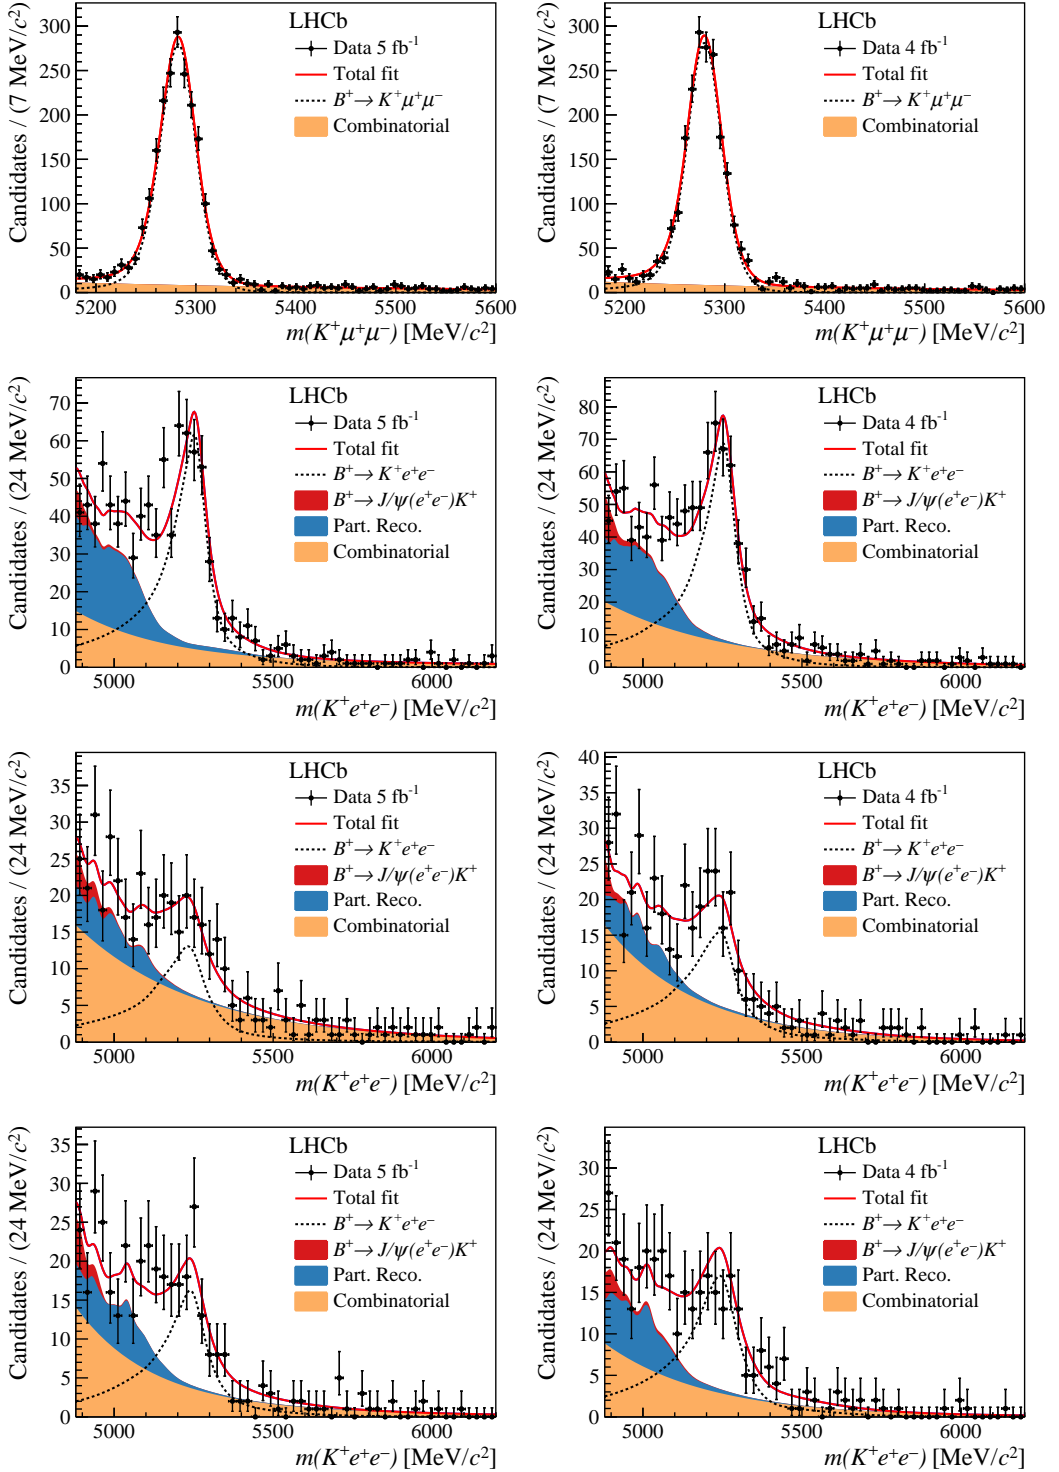 LHCb
Data 5 fb⁻¹
Total fit
B⁺→ K⁺μ⁺μ⁻
Combinatorial
Candidates / (7 MeV/c²)
0 50 100 150 200 250 300
5200 5300 5400 5500 5600
m(K⁺μ⁺μ⁻) [MeV/c²]
LHCb
Data 4 fb⁻¹
Total fit
B⁺→ K⁺μ⁺μ⁻
Combinatorial
Candidates / (7 MeV/c²)
0 50 100 150 200 250 300
5200 5300 5400 5500 5600
m(K⁺μ⁺μ⁻) [MeV/c²]
LHCb
Data 5 fb⁻¹
Total fit
B⁺→ K⁺e⁺e⁻
B⁺→ J/ψ(e⁺e⁻)K⁺
Part. Reco.
Combinatorial
Candidates / (24 MeV/c²)
0 10 20 30 40 50 60 70
5000 5500 6000
m(K⁺e⁺e⁻) [MeV/c²]
LHCb
Data 4 fb⁻¹
Total fit
B⁺→ K⁺e⁺e⁻
B⁺→ J/ψ(e⁺e⁻)K⁺
Part. Reco.
Combinatorial
Candidates / (24 MeV/c²)
0 10 20 30 40 50 60 70 80
5000 5500 6000
m(K⁺e⁺e⁻) [MeV/c²]
LHCb
Data 5 fb⁻¹
Total fit
B⁺→ K⁺e⁺e⁻
B⁺→ J/ψ(e⁺e⁻)K⁺
Part. Reco.
Combinatorial
Candidates / (24 MeV/c²)
0 5 10 15 20 25 30 35
5000 5500 6000
m(K⁺e⁺e⁻) [MeV/c²]
LHCb
Data 4 fb⁻¹
Total fit
B⁺→ K⁺e⁺e⁻
B⁺→ J/ψ(e⁺e⁻)K⁺
Part. Reco.
Combinatorial
Candidates / (24 MeV/c²)
0 5 10 15 20 25 30 35 40
5000 5500 6000
m(K⁺e⁺e⁻) [MeV/c²]
LHCb
Data 5 fb⁻¹
Total fit
B⁺→ K⁺e⁺e⁻
B⁺→ J/ψ(e⁺e⁻)K⁺
Part. Reco.
Combinatorial
Candidates / (24 MeV/c²)
0 5 10 15 20 25 30 35
5000 5500 6000
m(K⁺e⁺e⁻) [MeV/c²]
LHCb
Data 4 fb⁻¹
Total fit
B⁺→ K⁺e⁺e⁻
B⁺→ J/ψ(e⁺e⁻)K⁺
Part. Reco.
Combinatorial
Candidates / (24 MeV/c²)
0 5 10 15 20 25 30
5000 5500 6000
m(K⁺e⁺e⁻) [MeV/c²]